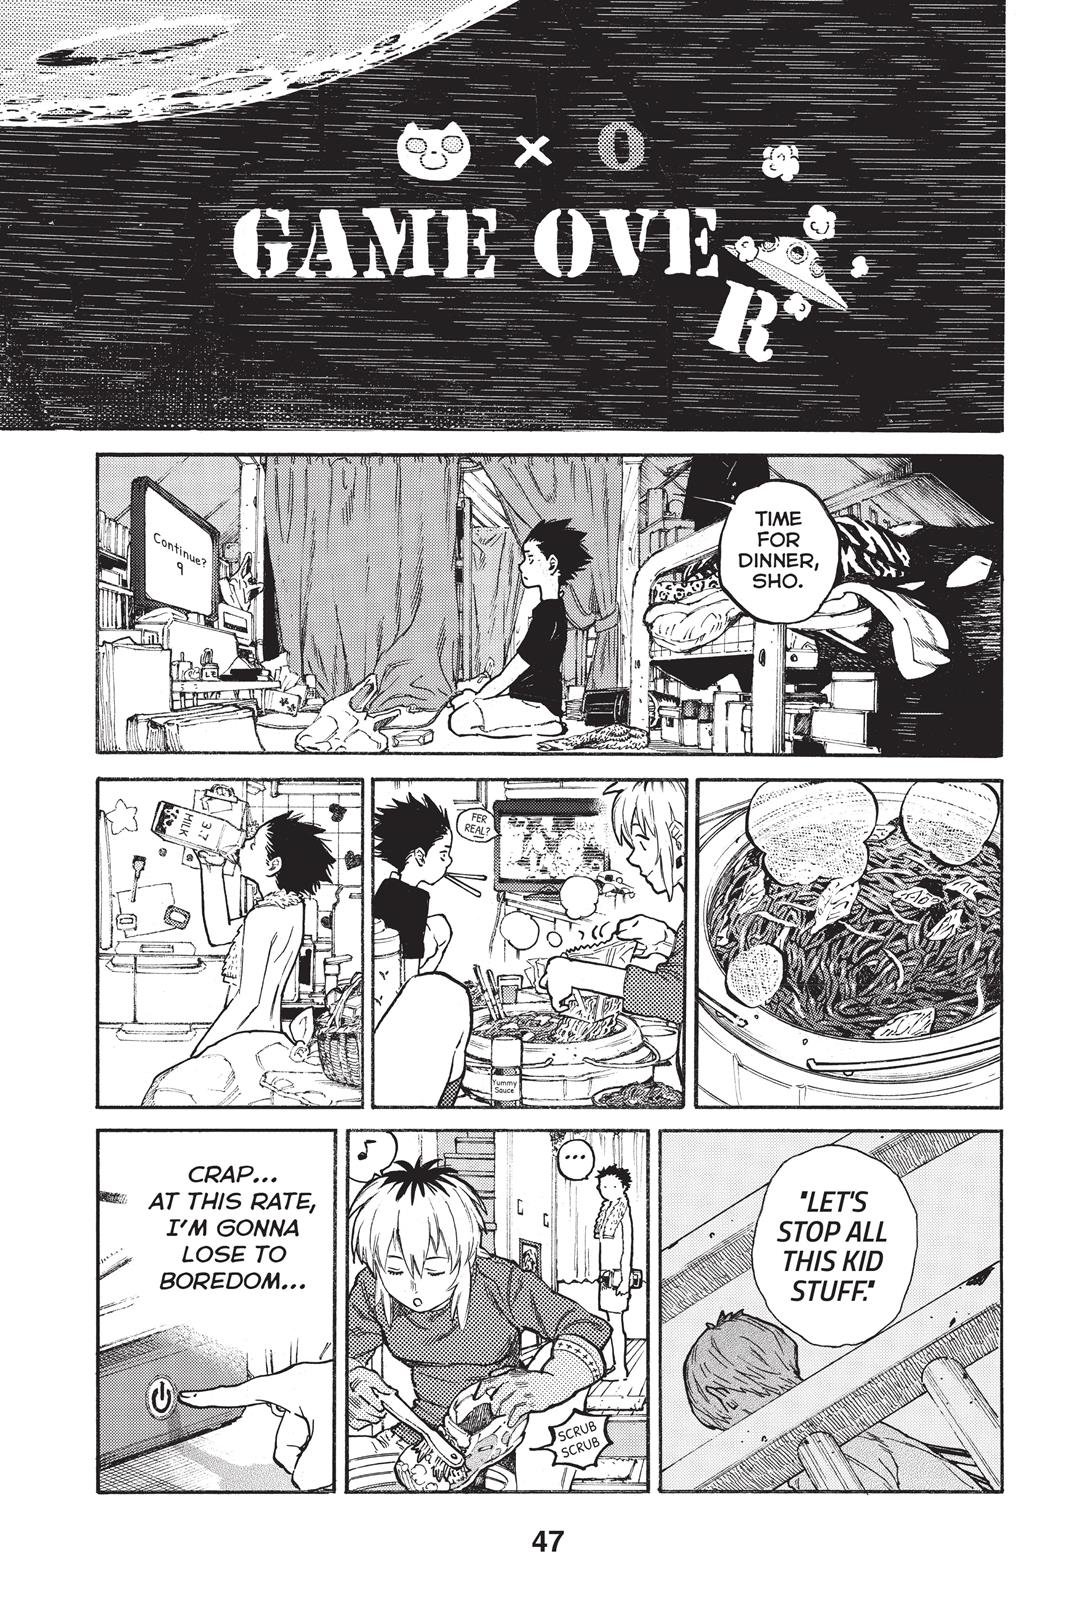 × 0
GAME OVER
Continue?
9
TIME
FOR
DINNER,
SHO.
MILK
3.7
FER
REAL?
Yummy
Sauce
CRAP...
AT THIS RATE,
I'M GONNA
LOSE TO
BOREDOM...
...
SCRUB
SCRUB
"LET'S
STOP ALL
THIS KID
STUFF."
47